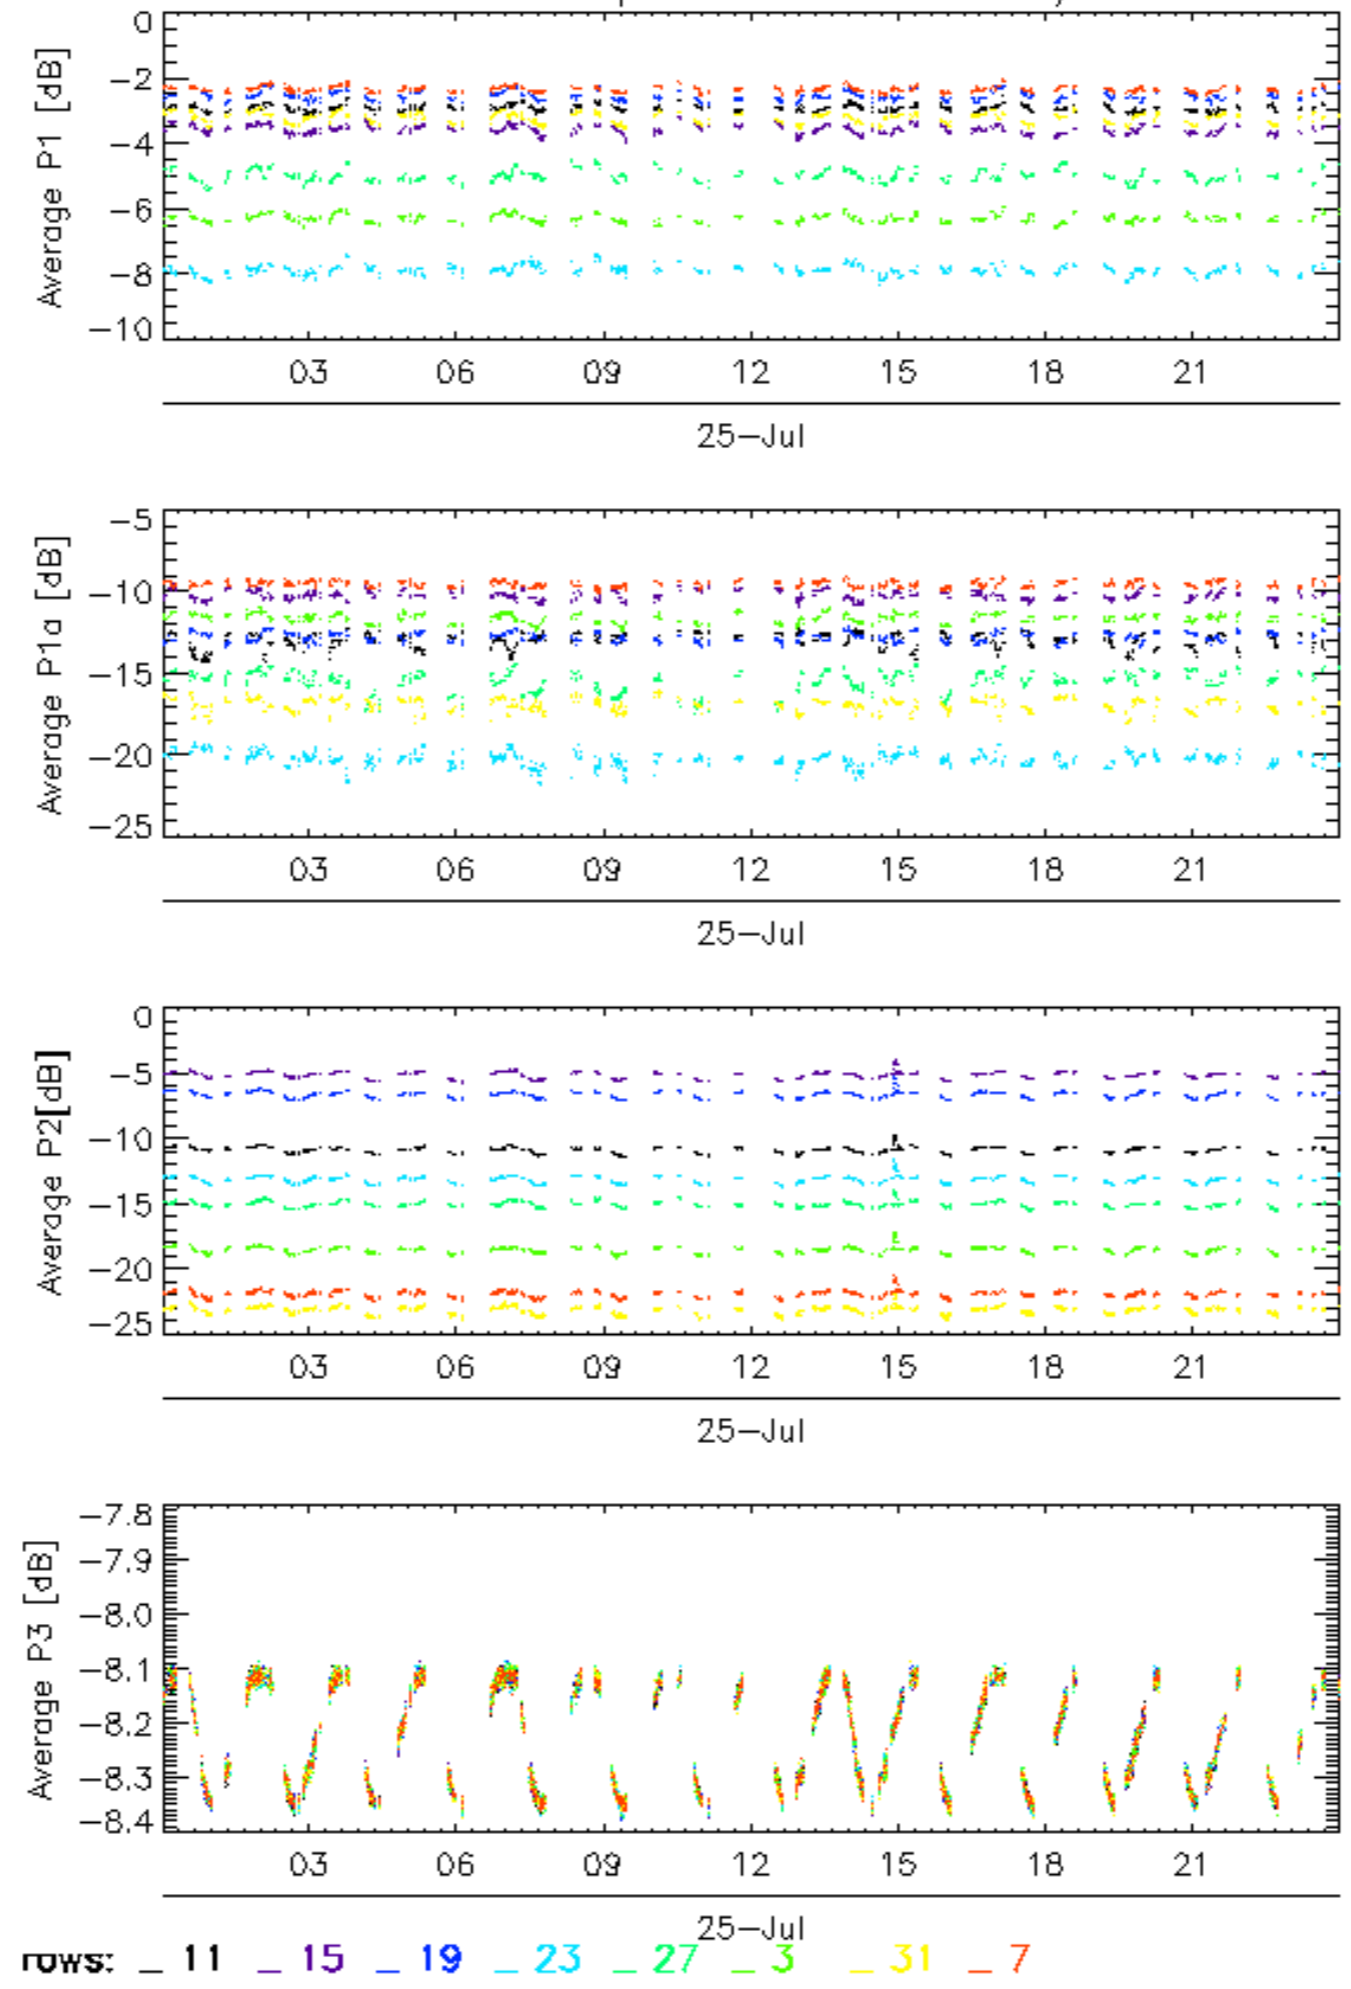 0
−2
−4
−6
−8
−10
Average P1 [dB]
03 06 09 12 15 18 21
25−Jul
−5
−10
−15
−20
−25
Average P1a [dB]
03 06 09 12 15 18 21
25−Jul
0
−5
−10
−15
−20
−25
Average P2[dB]
03 06 09 12 15 18 21
25−Jul
−7.8
−7.9
−8.0
−8.1
−8.2
−8.3
−8.4
Average P3 [dB]
03 06 09 12 15 18 21
25−Jul
rows: _ 11 _ 15 _ 19 _ 23 _ 27 _ 3 _ 31 _ 7